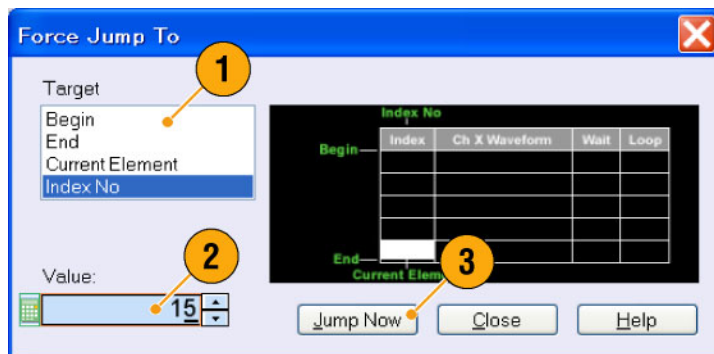 Force Jump To
1
Target
Begin
End
Current Element
Index No
Index No
Begin
Index Ch X Waveform Wait Loop
End
Current Elem
2
Value:
15
3
Jump Now Close Help